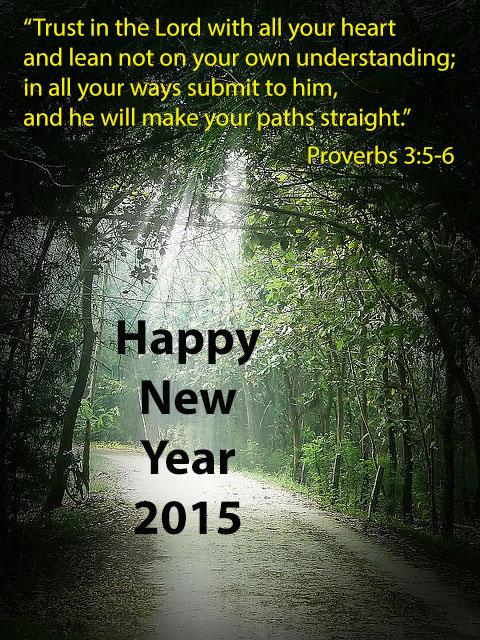 “Trust in the Lord with all your heart
and lean not on your own understanding;
in all your ways submit to him,
and he will make your paths straight.”
Proverbs 3:5-6
Happy
New
Year
2015